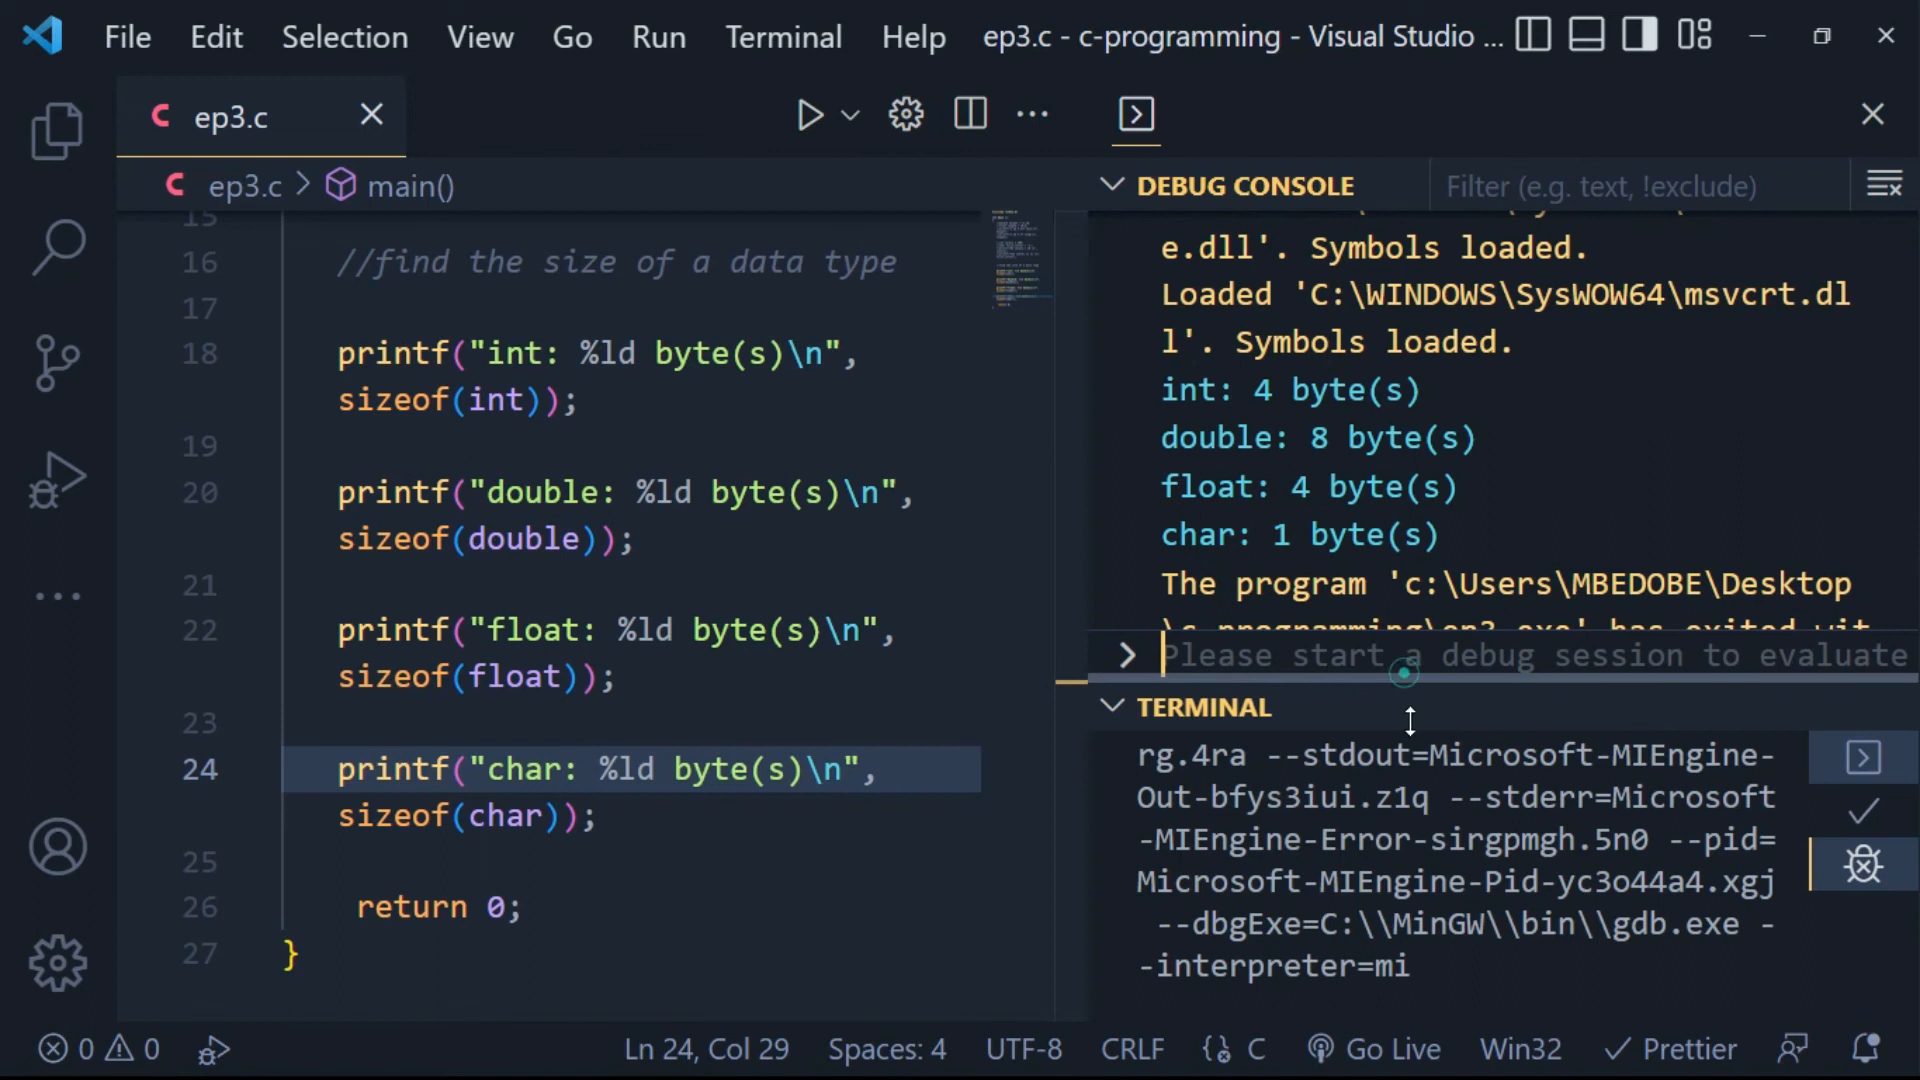 File Edit Selection View Go Run Terminal Help ep3.c - c-programming - Visual Studio ...
ep3.c
ep3.c > main()
15
16 //find the size of a data type
17
18 printf("int: %ld byte(s)\n",
sizeof(int));
19
20 printf("double: %ld byte(s)\n",
sizeof(double));
21
22 printf("float: %ld byte(s)\n",
sizeof(float));
23
24 printf("char: %ld byte(s)\n",
sizeof(char));
25
26 return 0;
27 }
DEBUG CONSOLE
Filter (e.g. text, !exclude)
e.dll'. Symbols loaded.
Loaded 'C:\WINDOWS\SysWOW64\msvcrt.dl
l'. Symbols loaded.
int: 4 byte(s)
double: 8 byte(s)
float: 4 byte(s)
char: 1 byte(s)
The program 'c:\Users\MBEDOBE\Desktop
\c-programming\ep3.exe' has exited wit
Please start a debug session to evaluate
TERMINAL
rg.4ra --stdout=Microsoft-MIEngine-
Out-bfys3iui.z1q --stderr=Microsoft
-MIEngine-Error-sirgpmgh.5n0 --pid=
Microsoft-MIEngine-Pid-yc3o44a4.xgj
--dbgExe=C:\\MinGW\\bin\\gdb.exe -
-interpreter=mi
0 0 Ln 24, Col 29 Spaces: 4 UTF-8 CRLF C Go Live Win32 Prettier